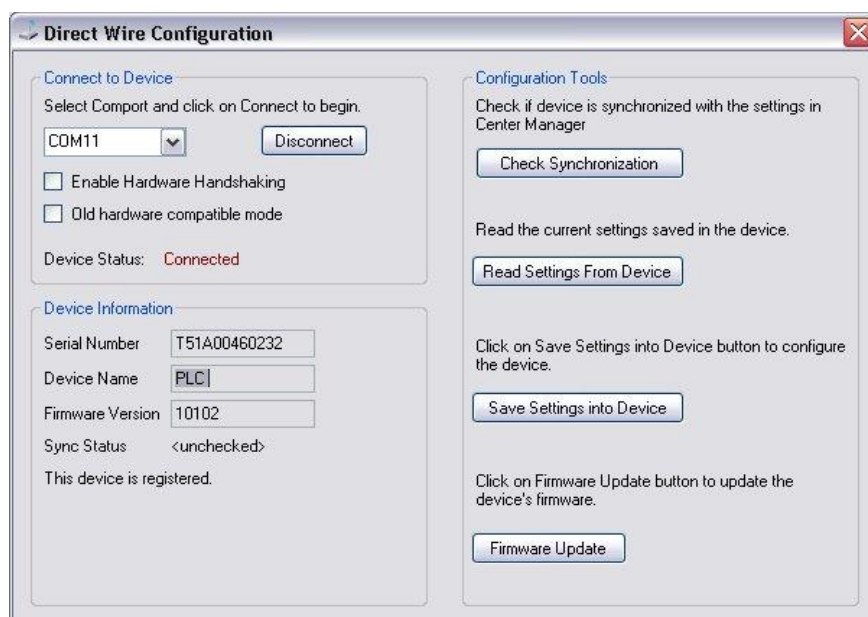 Direct Wire Configuration
Connect to Device
Select Comport and click on Connect to begin.
COM11
Disconnect
Enable Hardware Handshaking
Old hardware compatible mode
Device Status: Connected
Device Information
Serial Number T51A00460232
Device Name PLC
Firmware Version 10102
Sync Status <unchecked>
This device is registered.
Configuration Tools
Check if device is synchronized with the settings in
Center Manager
Check Synchronization
Read the current settings saved in the device.
Read Settings From Device
Click on Save Settings into Device button to configure
the device.
Save Settings into Device
Click on Firmware Update button to update the
device's firmware.
Firmware Update